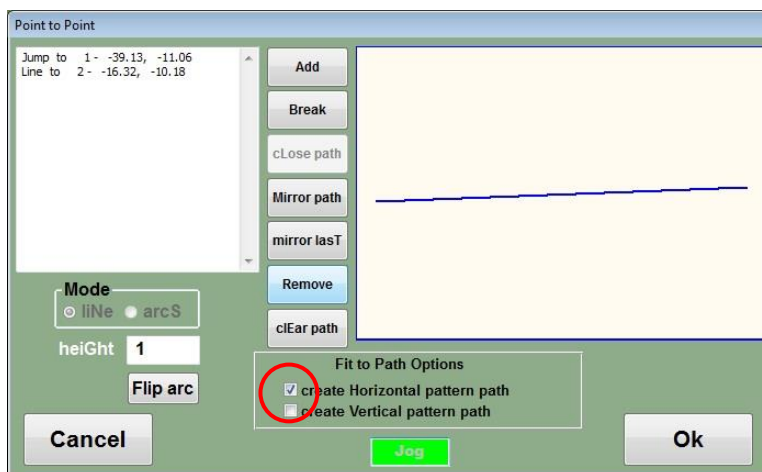 Point to Point
Jump to 1 - -39.13, -11.06
Line to 2 - -16.32, -10.18
Add
Break
cLose path
Mirror path
mirror lasT
Remove
clEar path
Mode
liNe arcS
heiGht 1
Flip arc
Fit to Path Options
create Horizontal pattern path
create Vertical pattern path
Cancel
Jog
Ok